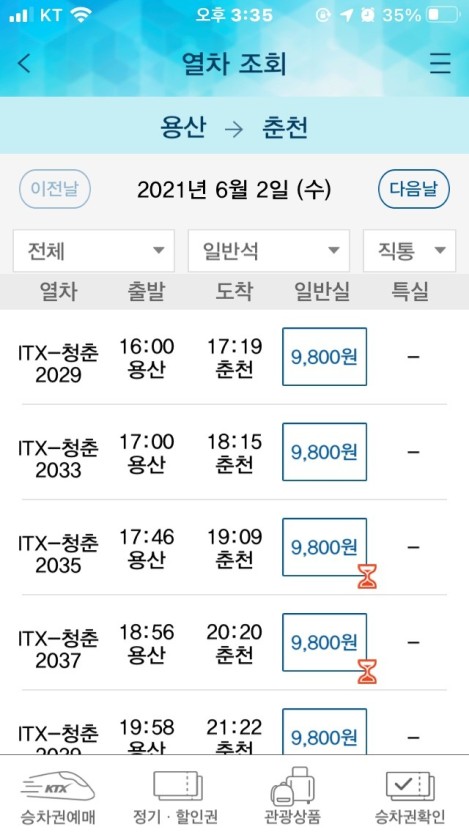 KT 오후 3:35 35%
열차 조회
용산 → 춘천
이전날 2021년 6월 2일 (수) 다음날
전체 일반석 직통
열차 출발 도착 일반실 특실
ITX-청춘 16:00 17:19 9,800원 -
2029 용산 춘천
ITX-청춘 17:00 18:15 9,800원 -
2033 용산 춘천
ITX-청춘 17:46 19:09 9,800원 -
2035 용산 춘천
ITX-청춘 18:56 20:20 9,800원 -
2037 용산 춘천
ITX-청춘 19:58 21:22 9,800원 -
2039 용산 춘천
KTX
승차권예매 정기·할인권 관광상품 승차권확인